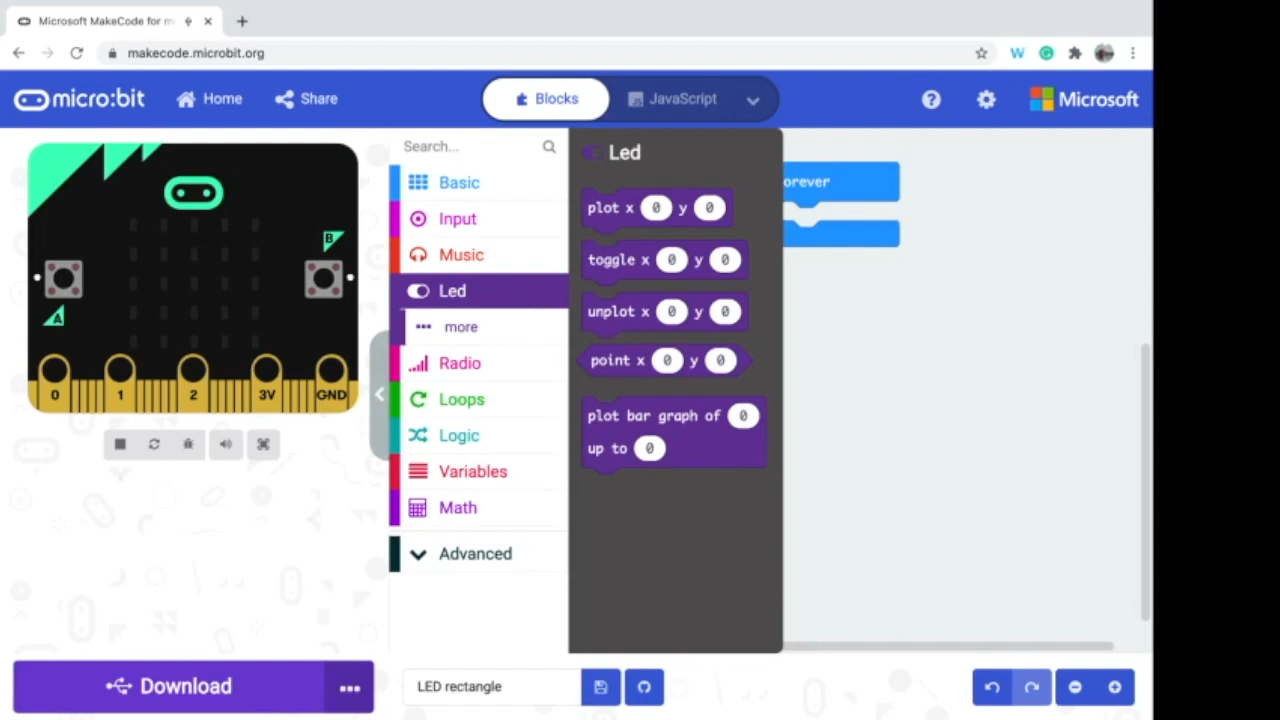 Microsoft MakeCode for m
makecode.microbit.org
W
micro:bit
Home
Share
Blocks
JavaScript
?
Microsoft
B
A
0
1
2
3V
GND
Search...
Basic
Input
Music
Led
more
Radio
Loops
Logic
Variables
Math
Advanced
Led
plot x 0 y 0
toggle x 0 y 0
unplot x 0 y 0
point x 0 y 0
plot bar graph of 0
up to 0
orever
Download
LED rectangle